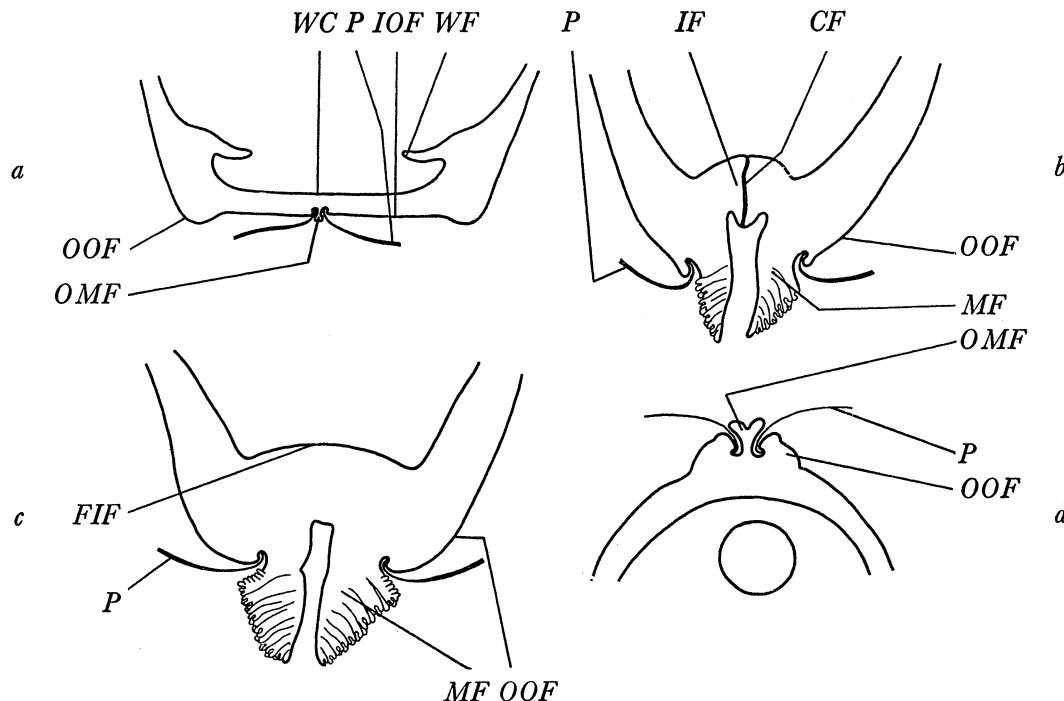 WC P IOF WF
P IF CF
a
b
OOF
OMF
OOF
MF
OMF
P
OOF
c
FIF
d
P
MF OOF